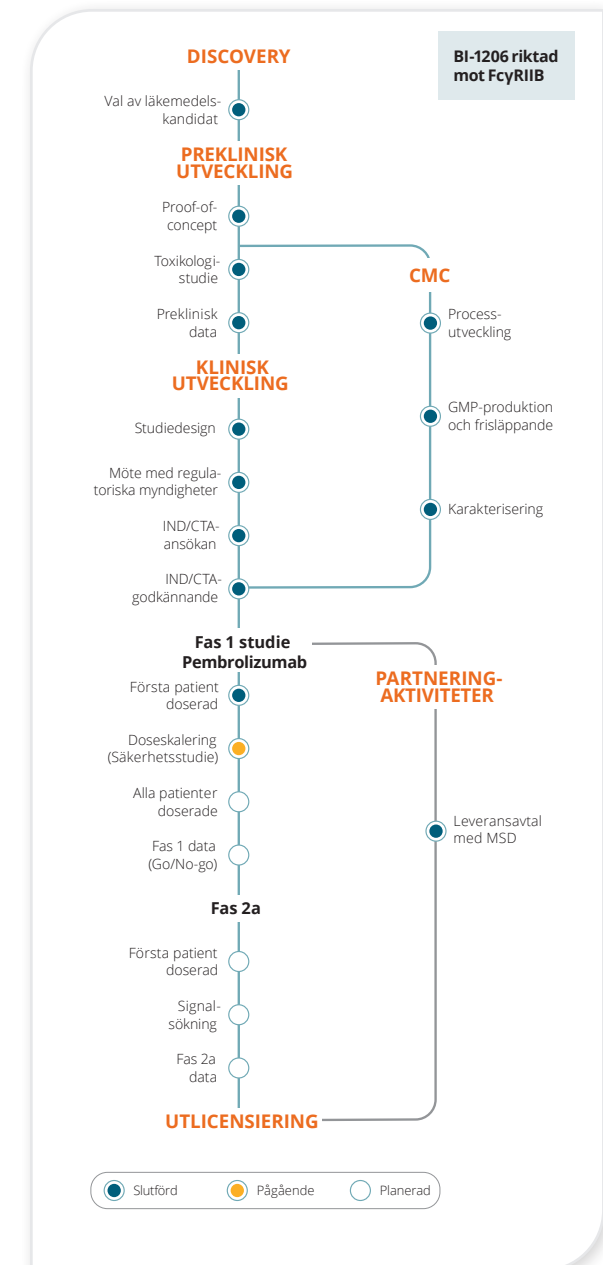 DISCOVERY
BI-1206 riktad
mot FcγRIIB
Val av läkemedels-
kandidat
PREKLINISK
UTVECKLING
Proof-of-
concept
Toxikologi-
studie
Preklinisk
data
CMC
Process-
utveckling
GMP-produktion
och frisläppande
Karakterisering
KLINISK
UTVECKLING
Studiedesign
Möte med regula-
toriska myndigheter
IND/CTA-
ansökan
IND/CTA-
godkännande
Fas 1 studie
Pembrolizumab
Första patient
doserad
Doseskalering
(Säkerhetsstudie)
Alla patienter
doserade
Fas 1 data
(Go/No-go)
PARTNERING-
AKTIVITETER
Leveransavtal
med MSD
Fas 2a
Första patient
doserad
Signal-
sökning
Fas 2a
data
UTLICENSIERING
Slutförd
Pågående
Planerad